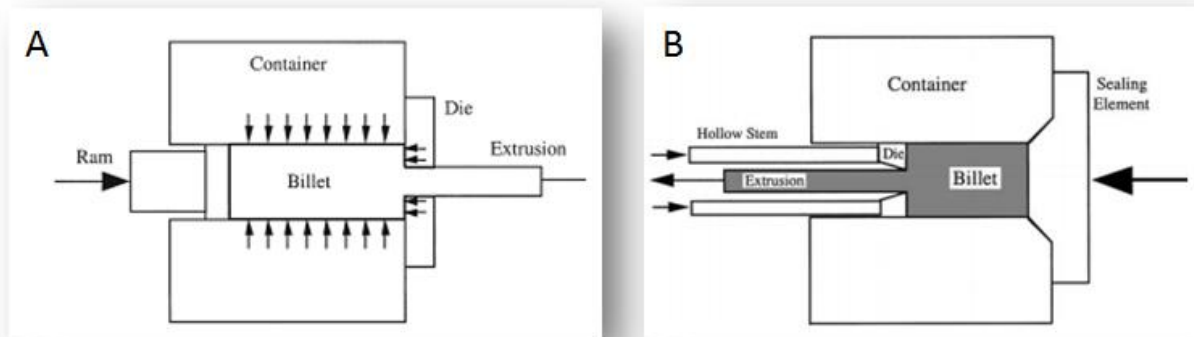 A
Container
Die
Ram
Extrusion
Billet
B
Container
Sealing
Element
Hollow Stem
Die
Extrusion
Billet